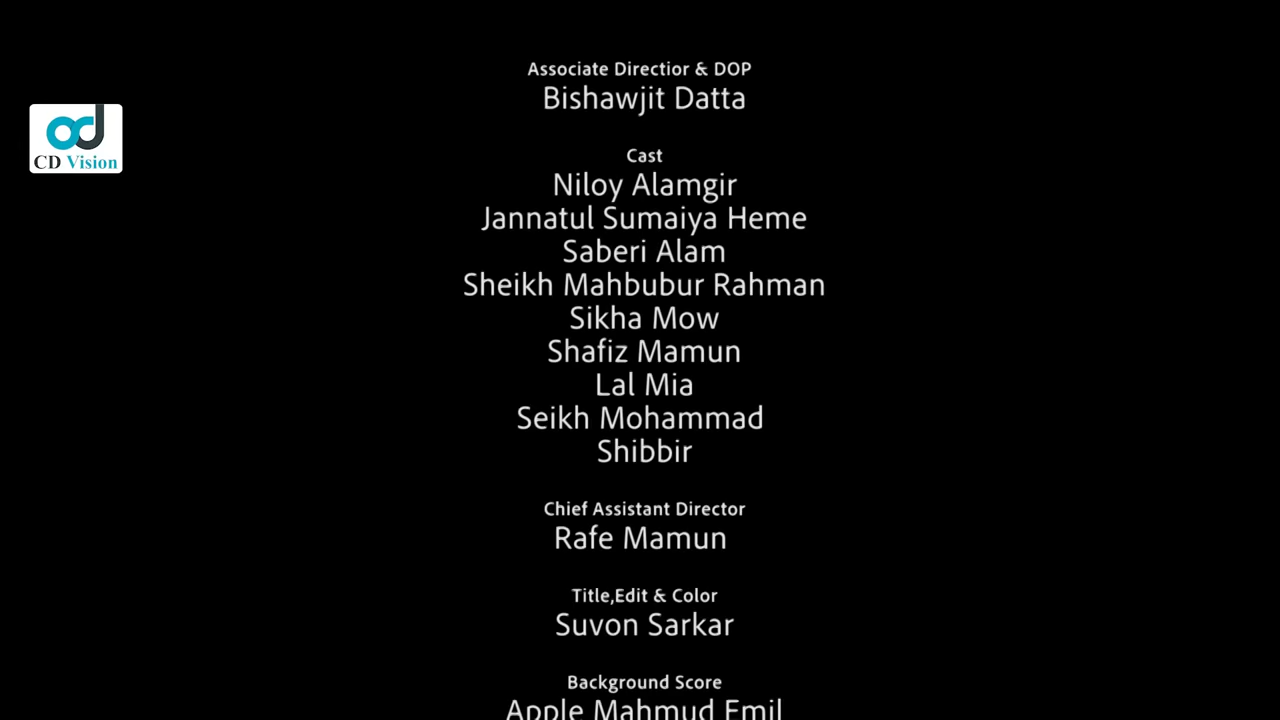 Associate Directior & DOP
Bishawjit Datta
CD Vision
Cast
Niloy Alamgir
Jannatul Sumaiya Heme
Saberi Alam
Sheikh Mahbubur Rahman
Sikha Mow
Shafiz Mamun
Lal Mia
Seikh Mohammad
Shibbir
Chief Assistant Director
Rafe Mamun
Title,Edit & Color
Suvon Sarkar
Background Score
Apple Mahmud Emil